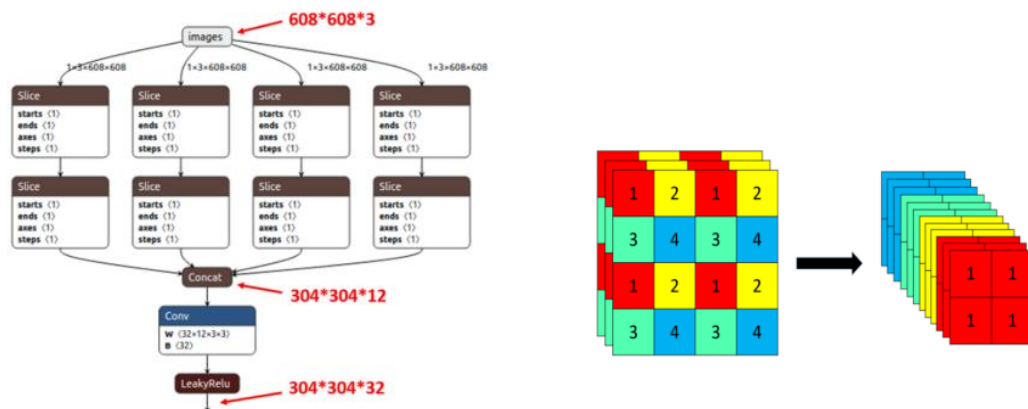 608*608*3
images
1×3×608×608 1×3×608×608 1×3×608×608 1×3×608×608
Slice Slice Slice Slice
starts ⟨1⟩ starts ⟨1⟩ starts ⟨1⟩ starts ⟨1⟩
ends ⟨1⟩ ends ⟨1⟩ ends ⟨1⟩ ends ⟨1⟩
axes ⟨1⟩ axes ⟨1⟩ axes ⟨1⟩ axes ⟨1⟩
steps ⟨1⟩ steps ⟨1⟩ steps ⟨1⟩ steps ⟨1⟩
Slice Slice Slice Slice
starts ⟨1⟩ starts ⟨1⟩ starts ⟨1⟩ starts ⟨1⟩
ends ⟨1⟩ ends ⟨1⟩ ends ⟨1⟩ ends ⟨1⟩
axes ⟨1⟩ axes ⟨1⟩ axes ⟨1⟩ axes ⟨1⟩
steps ⟨1⟩ steps ⟨1⟩ steps ⟨1⟩ steps ⟨1⟩
Concat
304*304*12
Conv
W ⟨32×12×3×3⟩
B ⟨32⟩
LeakyRelu
304*304*32
1 2 1 2
3 4 3 4
1 2 1 2
3 4 3 4
1 1
1 1